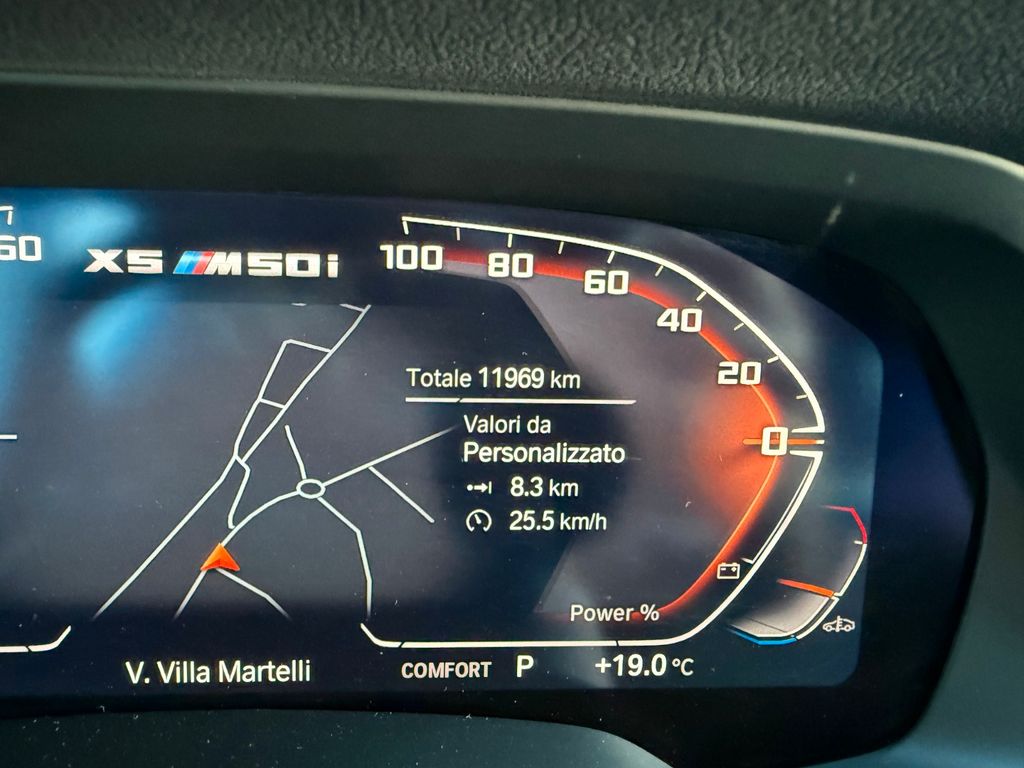 60
X5 M50i
100 80 60 40 20 0
Totale 11969 km
Valori da
Personalizzato
8.3 km
25.5 km/h
Power %
V. Villa Martelli
COMFORT P +19.0 °C